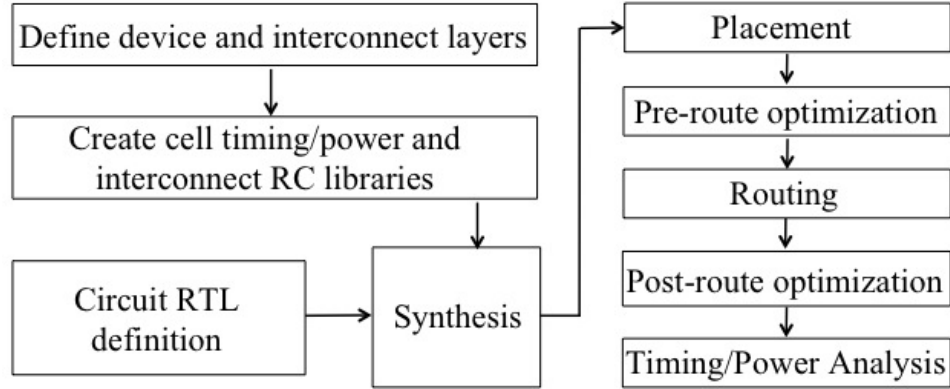 Define device and interconnect layers
Create cell timing/power and
interconnect RC libraries
Circuit RTL
definition
Synthesis
Placement
Pre-route optimization
Routing
Post-route optimization
Timing/Power Analysis